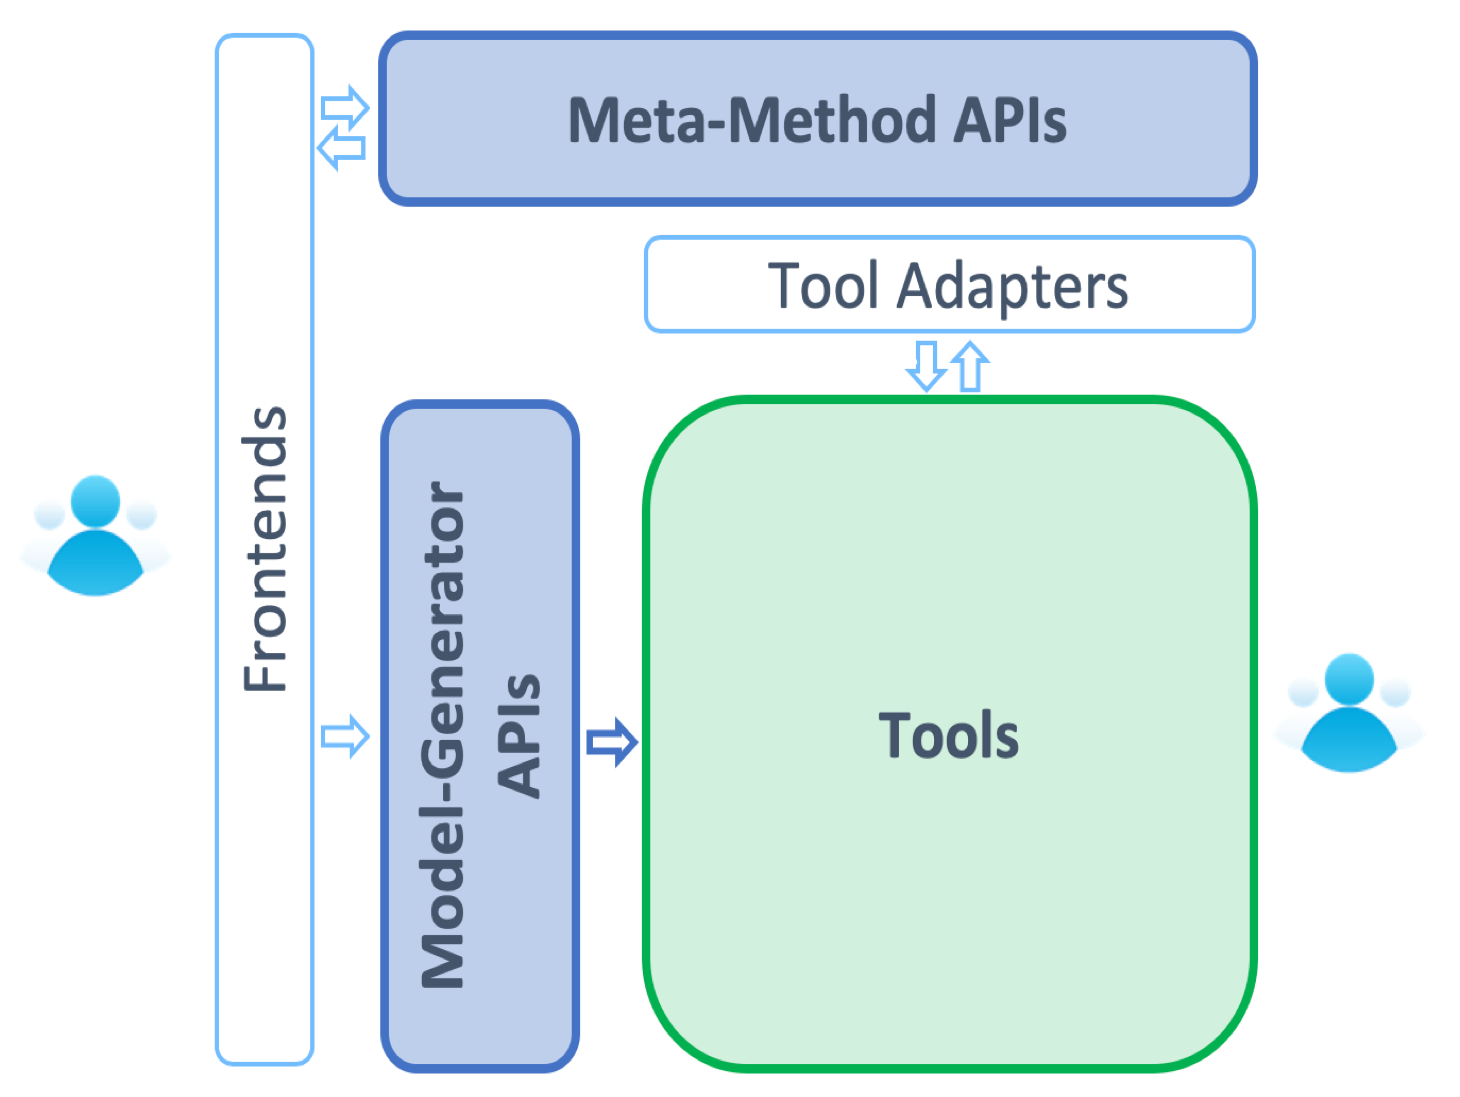 Meta-Method APIs
Tool Adapters
Frontends
Model-Generator
APIs
Tools